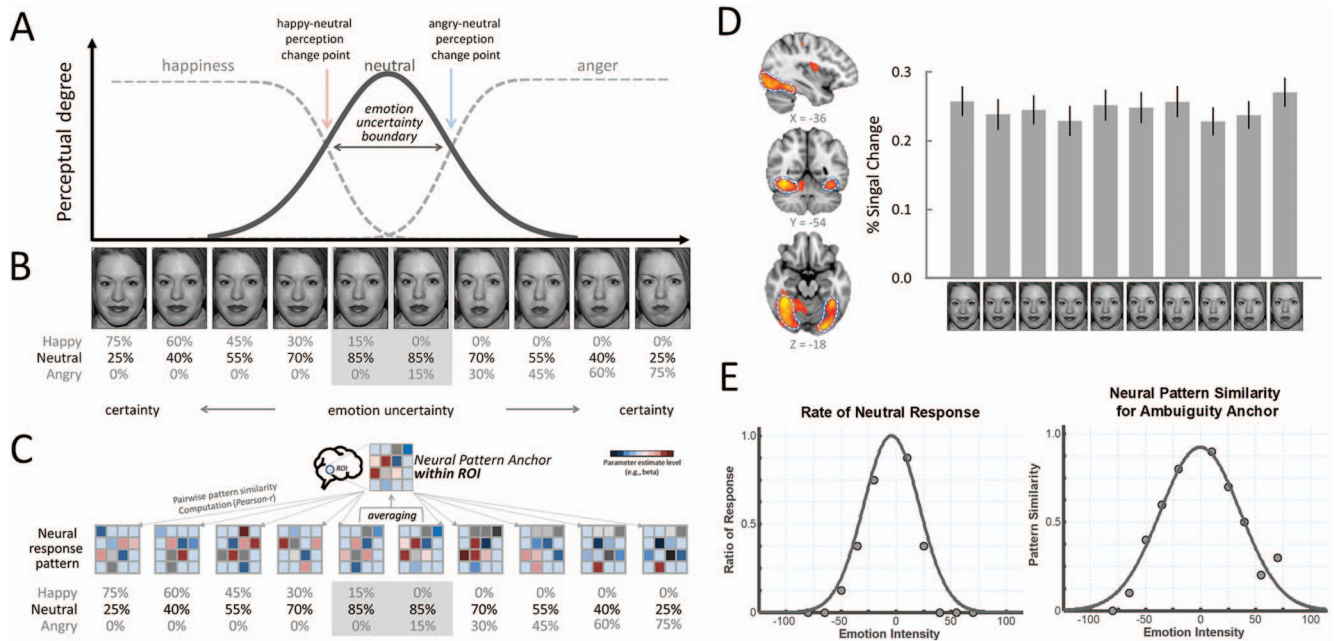 A
happy-neutral
perception
change point
angry-neutral
perception
change point
happiness
neutral
anger
emotion
uncertainty
boundary
Perceptual degree
B
Happy 75% 60% 45% 30% 15% 0% 0% 0% 0% 0%
Neutral 25% 40% 55% 70% 85% 85% 70% 55% 40% 25%
Angry 0% 0% 0% 0% 0% 15% 30% 45% 60% 75%
certainty emotion uncertainty certainty
C
ROI
Neural Pattern Anchor
within ROI
Parameter estimate level
(e.g., beta)
Pairwise pattern similarity
Computation (Pearson-r)
averaging
Neural
response
pattern
Happy 75% 60% 45% 30% 15% 0% 0% 0% 0% 0%
Neutral 25% 40% 55% 70% 85% 85% 70% 55% 40% 25%
Angry 0% 0% 0% 0% 0% 15% 30% 45% 60% 75%
D
X = -36
Y = -54
Z = -18
% Singal Change
0.3
0.2
0.1
0.0
E
Rate of Neutral Response
Ratio of Response
1.0
0.5
0
-100 -50 0 50 100
Emotion Intensity
Neural Pattern Similarity
for Ambuiguity Anchor
Pattern Similarity
1.0
0.5
0
-100 -50 0 50 100
Emotion Intensity